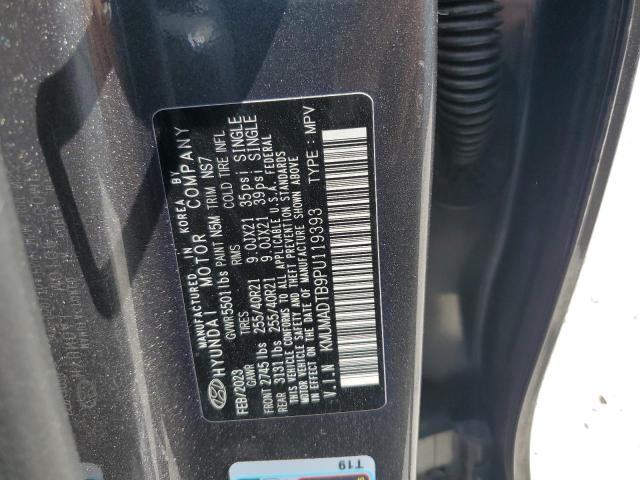 MANUFACTURED IN KOREA BY
HYUNDAI MOTOR COMPANY
GVWR 5501lbs PAINT N5M TRIM NS7
FEB/2023 TIRES RIMS COLD TIRE INFL.
GAWR
FRONT 2745lbs 255/40R21 9.0JX21 35psi SINGLE
REAR 3131lbs 255/40R21 9.0JX21 39psi SINGLE
THIS VEHICLE CONFORMS TO ALL APPLICABLE U.S.A. FEDERAL
MOTOR VEHICLE SAFETY AND THEFT PREVENTION STANDARDS
IN EFFECT ON THE DATE OF MANUFACTURE SHOWN ABOVE.
V.I.N KMUMADTB9PU119393 TYPE: MPV
T19